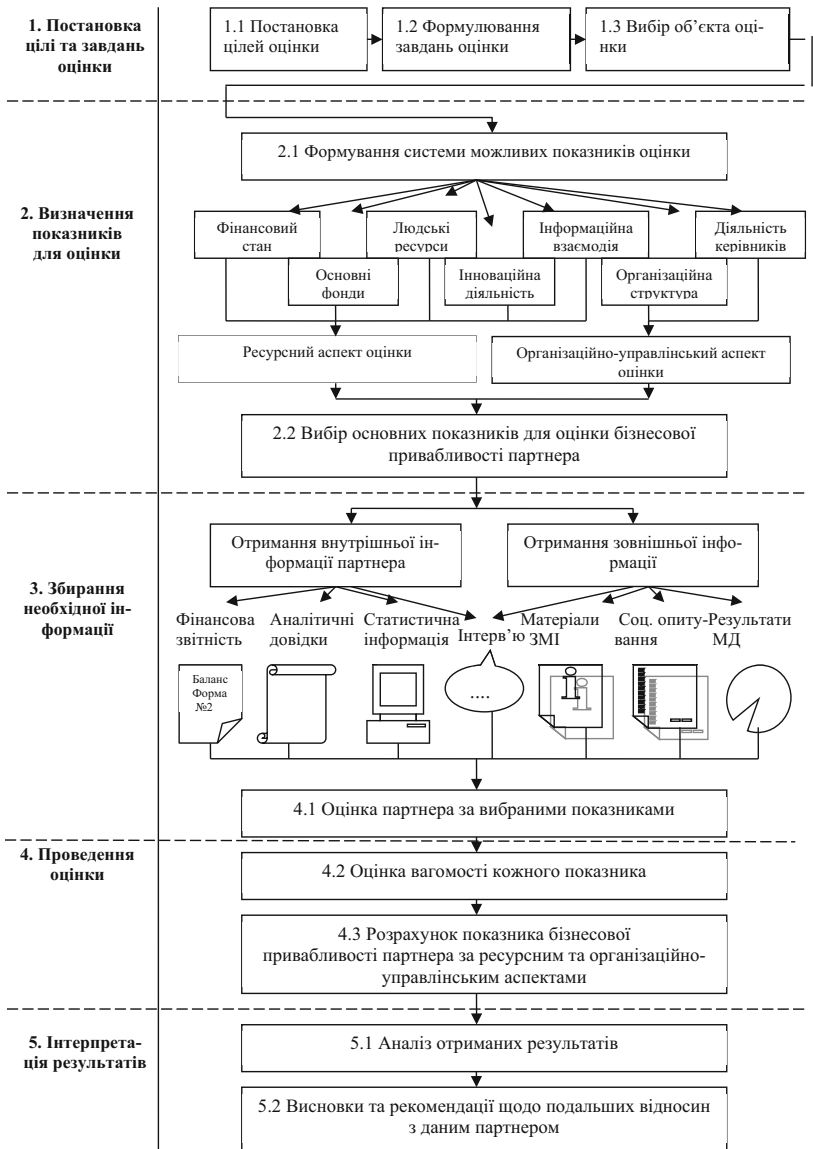 1. Постановка
цілі та завдань
оцінки
1.1 Постановка
цілей оцінки
1.2 Формулювання
завдань оцінки
1.3 Вибір об’єкта оці-
нки
2. Визначення
показників
для оцінки
2.1 Формування системи можливих показників оцінки
Фінансовий
стан
Людські
ресурси
Інформаційна
взаємодія
Діяльність
керівників
Основні
фонди
Інноваційна
діяльність
Організаційна
структура
Ресурсний аспект оцінки
Організаційно-управлінський аспект
оцінки
2.2 Вибір основних показників для оцінки бізнесової
привабливості партнера
3. Збирання
необхідної ін-
формації
Отримання внутрішньої ін-
формації партнера
Отримання зовнішньої інфо-
рмації
Фінансова
звітність
Аналітичні
довідки
Статистична
інформація
Інтерв’ю
Матеріали
ЗМІ
Соц. опиту-
вання
Результати
МД
Баланс
Форма
№2
....
4.1 Оцінка партнера за вибраними показниками
4. Проведення
оцінки
4.2 Оцінка вагомості кожного показника
4.3 Розрахунок показника бізнесової
привабливості партнера за ресурсним та організаційно-
управлінським аспектами
5. Інтерпрета-
ція результатів
5.1 Аналіз отриманих результатів
5.2 Висновки та рекомендації щодо подальших відносин
з даним партнером